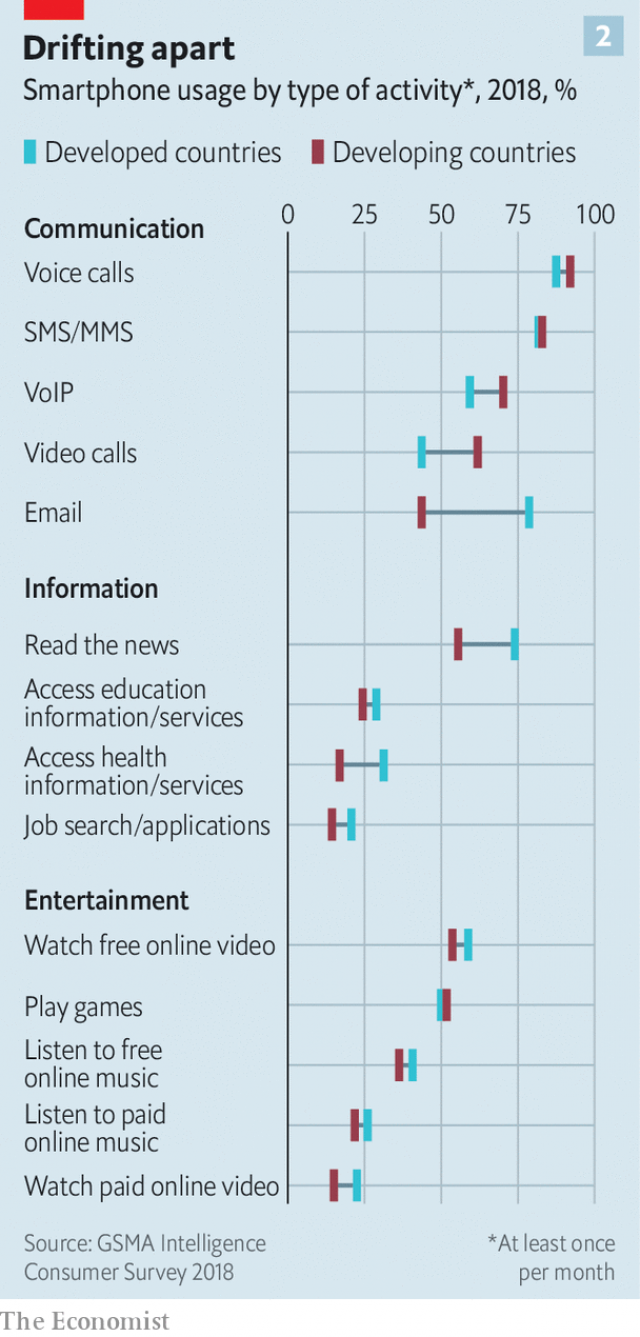 Drifting apart
2
Smartphone usage by type of activity*, 2018, %
Developed countries
Developing countries
0 25 50 75 100
Communication
Voice calls
SMS/MMS
VoIP
Video calls
Email
Information
Read the news
Access education
information/services
Access health
information/services
Job search/applications
Entertainment
Watch free online video
Play games
Listen to free
online music
Listen to paid
online music
Watch paid online video
Source: GSMA Intelligence
Consumer Survey 2018
*At least once
per month
The Economist